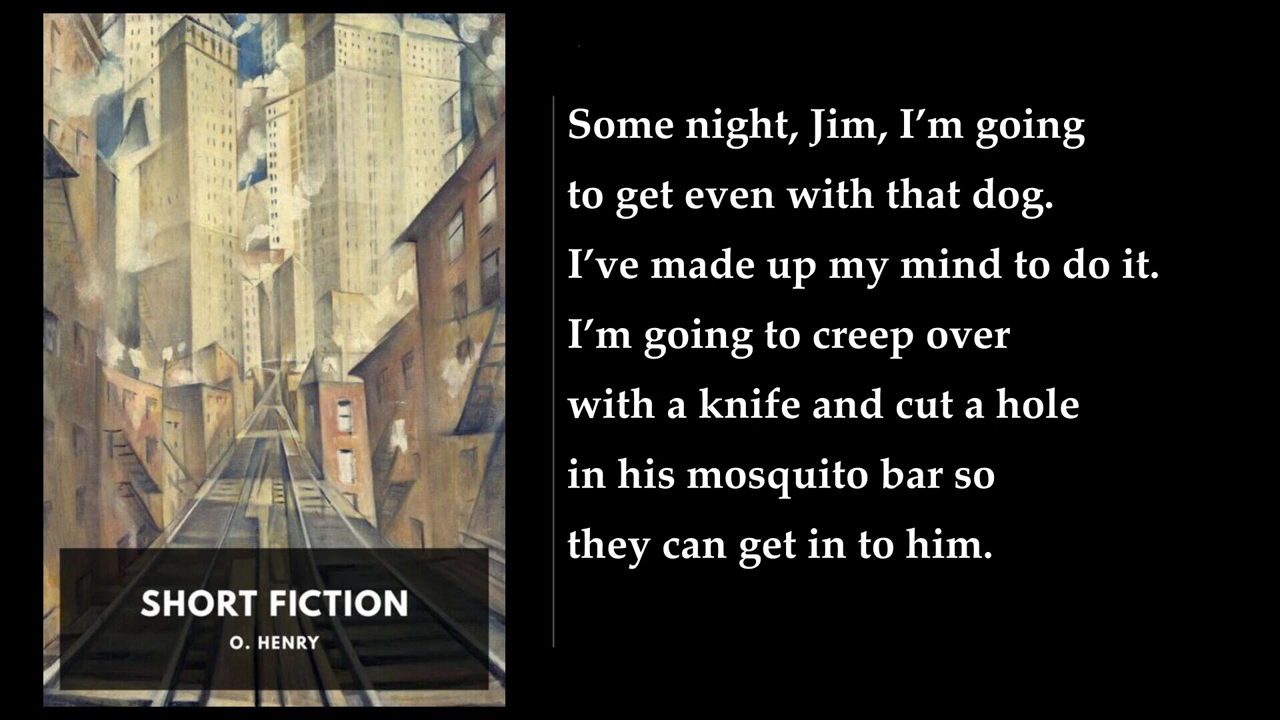 SHORT FICTION
O. HENRY
Some night, Jim, I’m going
to get even with that dog.
I’ve made up my mind to do it.
I’m going to creep over
with a knife and cut a hole
in his mosquito bar so
they can get in to him.